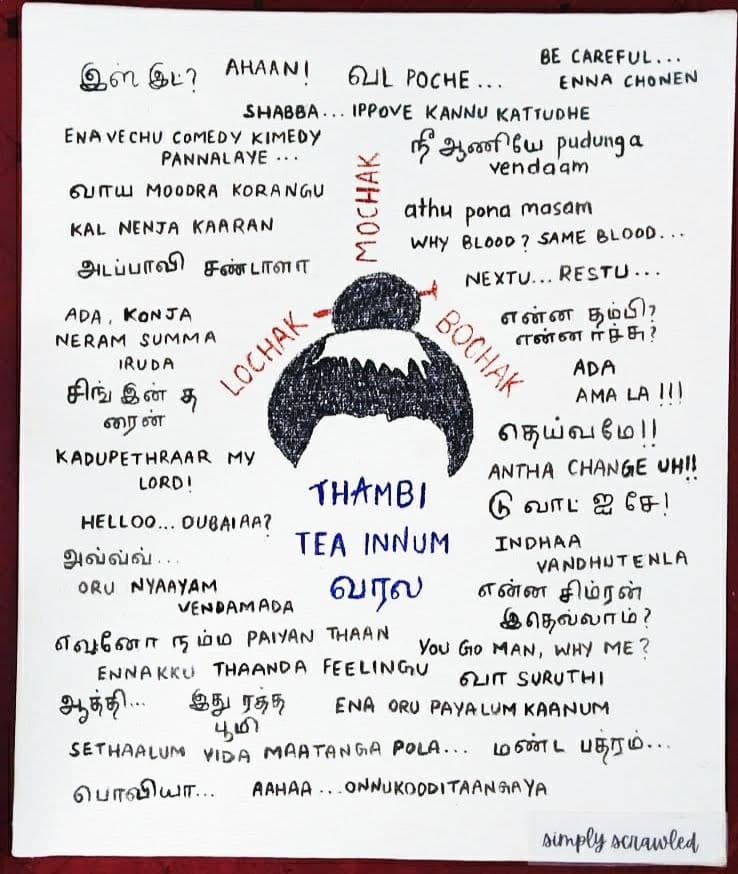 இஸ் இட்?
AHAAN!
வட POCHE ...
BE CAREFUL...
ENNA CHONEN
SHABBA... IPPOVE KANNU KATTUDHE
ENA VECHU COMEDY KIMEDY
PANNALAYE ...
நீ ஆணியே pudunga
vendaam
வாய MOODRA KORANGU
MOCHAK
athu pona masam
KAL NENJA KAARAN
WHY BLOOD? SAME BLOOD...
அடப்பாவி சண்டாளா
NEXTU... RESTU...
ADA, KONJA
NERAM SUMMA
IRUDA
LOCHAK
BOCHAK
என்ன தம்பி?
என்ன
ADA
AMA LA !!!
சிங் இன் த
ரைன்
தெய்வமே!!
KADUPETHRAAR MY
LORD!
ANTHA CHANGE UH!!
THAMBI
TEA INNUM
வரல
டு வாட் ஐ சே!
HELLOO... DUBAIAA?
INDHAA
VANDHUTENLA
அவ்வ்வ்...
ORU NYAAYAM
VENDAMADA
என்ன சிம்ரன்
இதெல்லாம்?
எவனோ நம்ம PAIYAN THAAN
YOU GO MAN, WHY ME?
ENNAKKU THAANDA FEELINGU
வா SURUTHI
ஆத்தி...
இது ரத்த
பூமி
ENA ORU PAYALUM KAANUM
SETHAALUM VIDA MAATANGA POLA...
மண்ட பத்ரம்...
பொவியா...
AAHAA ...ONNUKOODITAANGAYA
simply scrawled